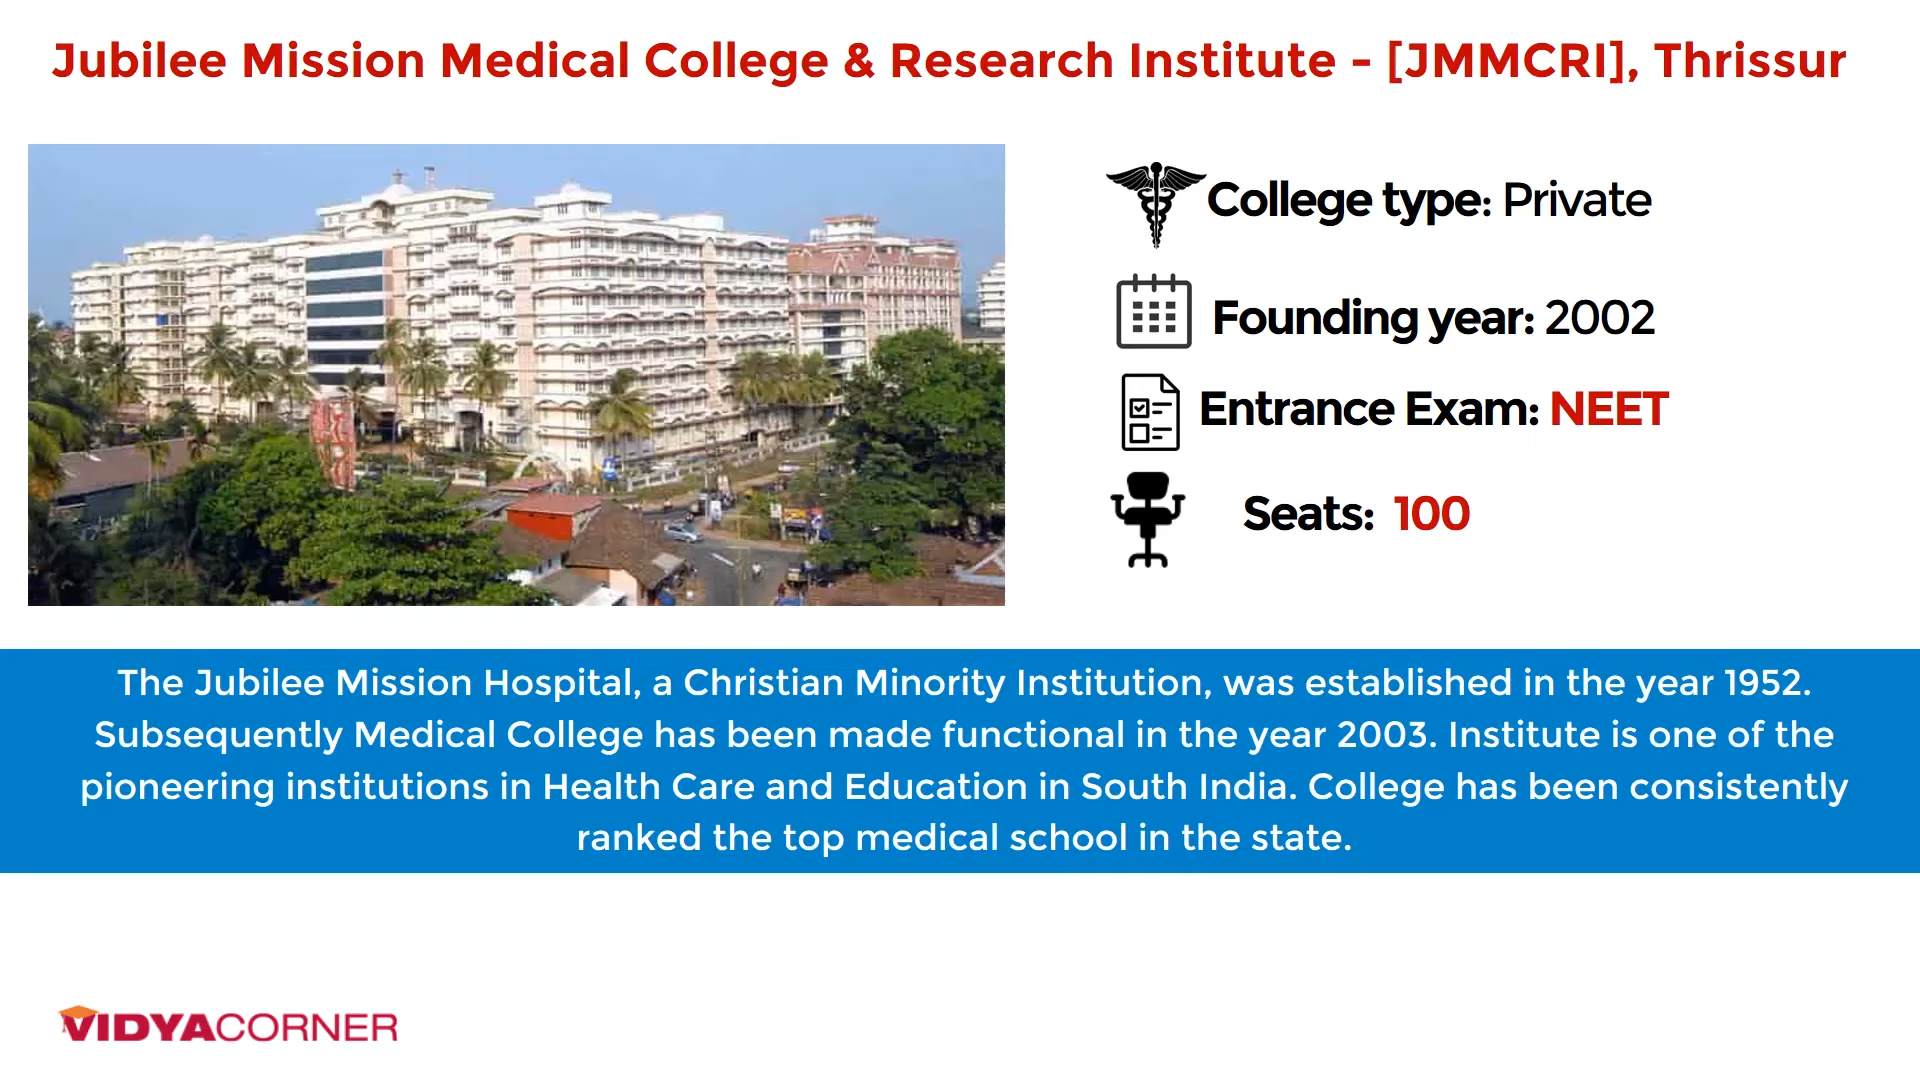 Jubilee Mission Medical College & Research Institute - [JMMCRI], Thrissur
College type: Private
Founding year: 2002
Entrance Exam: NEET
Seats: 100
The Jubilee Mission Hospital, a Christian Minority Institution, was established in the year 1952.
Subsequently Medical College has been made functional in the year 2003. Institute is one of the
pioneering institutions in Health Care and Education in South India. College has been consistently
ranked the top medical school in the state.
VIDYACORNER